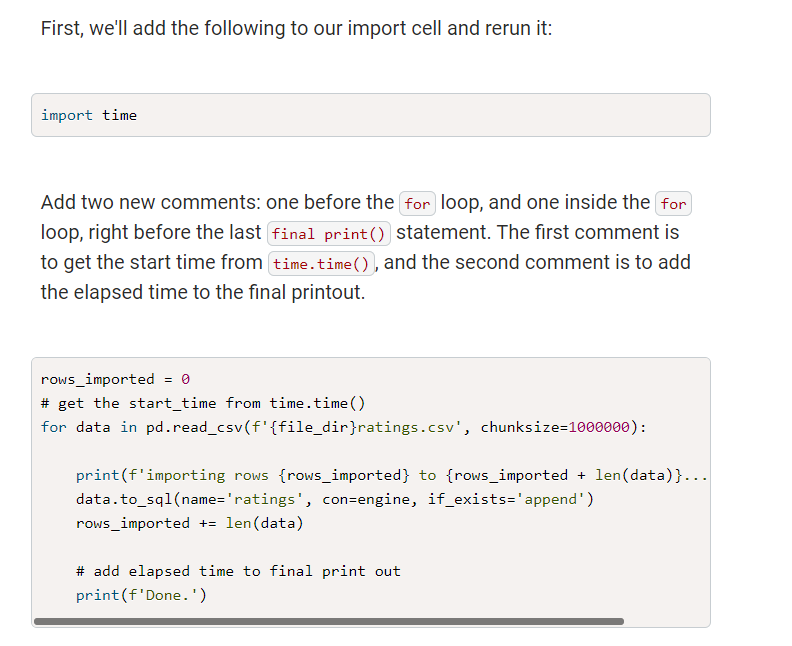 First, we'll add the following to our import cell and rerun it:
import time
Add two new comments: one before the for loop, and one inside the for
loop, right before the last final print() statement. The first comment is
to get the start time from time.time(), and the second comment is to add
the elapsed time to the final printout.
rows_imported = 0
# get the start_time from time.time()
for data in pd.read_csv(f'{file_dir}ratings.csv', chunksize=1000000):
    print(f'importing rows {rows_imported} to {rows_imported + len(data)}...
    data.to_sql(name='ratings', con=engine, if_exists='append')
    rows_imported += len(data)
    # add elapsed time to final print out
    print(f'Done.')